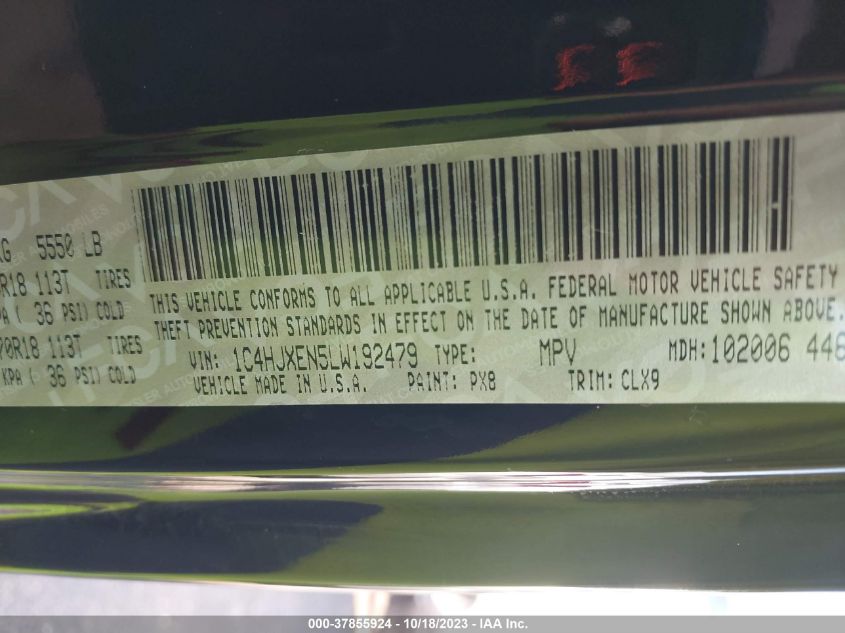 KG 5550 LB
R18 113T TIRES
KPA ( 36 PSI) COLD
70R18 113T TIRES
KPA ( 36 PSI) COLD
THIS VEHICLE CONFORMS TO ALL APPLICABLE U.S.A. FEDERAL MOTOR VEHICLE SAFETY
THEFT PREVENTION STANDARDS IN EFFECT ON THE DATE OF MANUFACTURE SHOWN ABOVE.
VIN: 1C4HJXEN5LW192479 TYPE: MPV MDH: 102006 446
VEHICLE MADE IN U.S.A. PAINT: PX8 TRIM: CLX9
000-37855924 | 10/18/2023 | IAA Inc.